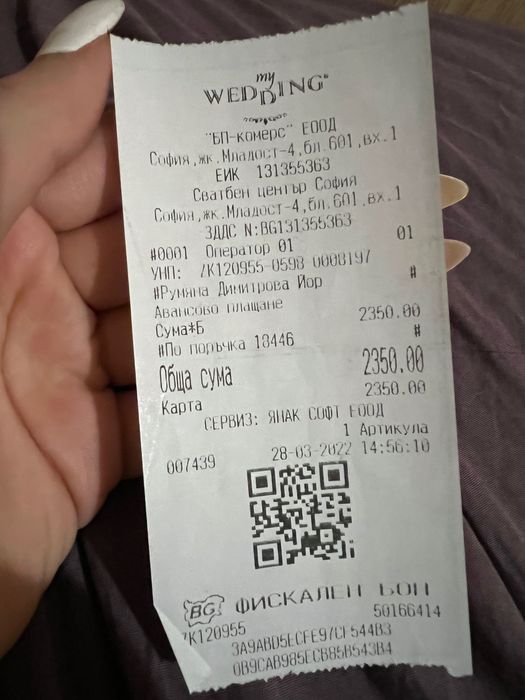 my
WEDDING®
"БП-комерс" ЕООД
София,жк.Младост-4,бл.601,вх.1
ЕИК 131355363
Сватбен център София
София,жк.Младост-4,бл.601,вх.1
ЗДДС N:BG131355363
#0001 Оператор 01 01
УНП: ZK120955-0598-0008197
#Румяна Димитрова Йор #
Авансово плащане
Сума*Б 2350.00
#По поръчка 13446 #
Обща сума 2350.00
Карта 2350.00
СЕРВИЗ: ЯНАК СОФТ ЕООД
1 Артикула
007439 28-03-2022 14:56:10
BG ФИСКАЛЕН БОН
ZK120955 50166414
3A9ABD5ECFE97CF544B3
0B9CAB985ECB85B543B4